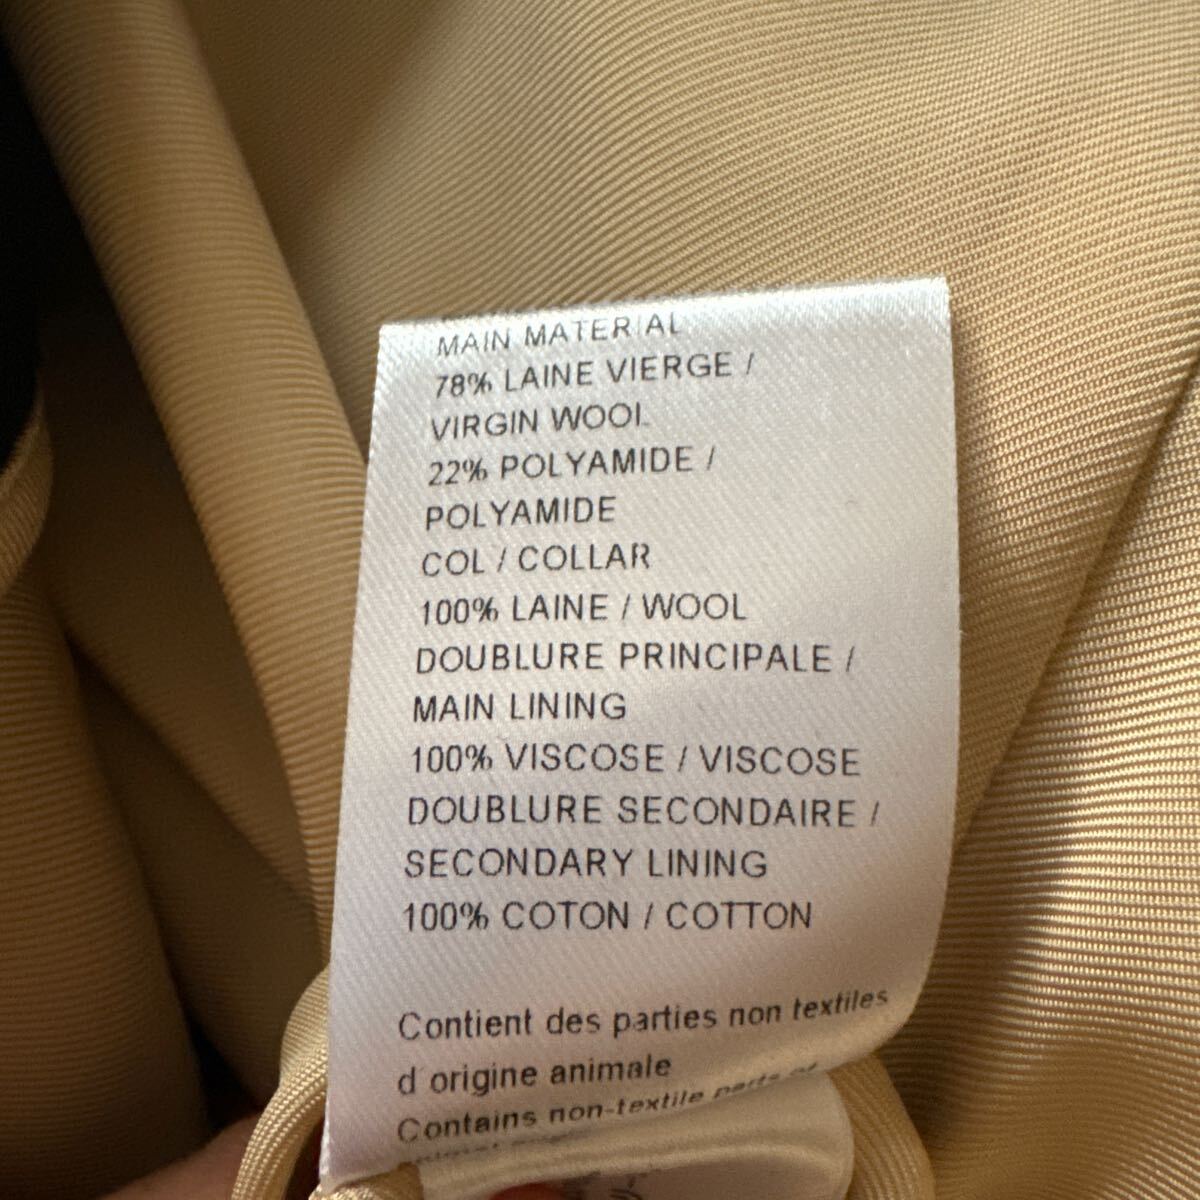 MAIN MATERIAL
78% LAINE VIERGE /
VIRGIN WOOL
22% POLYAMIDE /
POLYAMIDE
COL / COLLAR
100% LAINE / WOOL
DOUBLURE PRINCIPALE /
MAIN LINING
100% VISCOSE / VISCOSE
DOUBLURE SECONDAIRE /
SECONDARY LINING
100% COTON / COTTON
Contient des parties non textiles
d'origine animale
Contains non-textile parts of